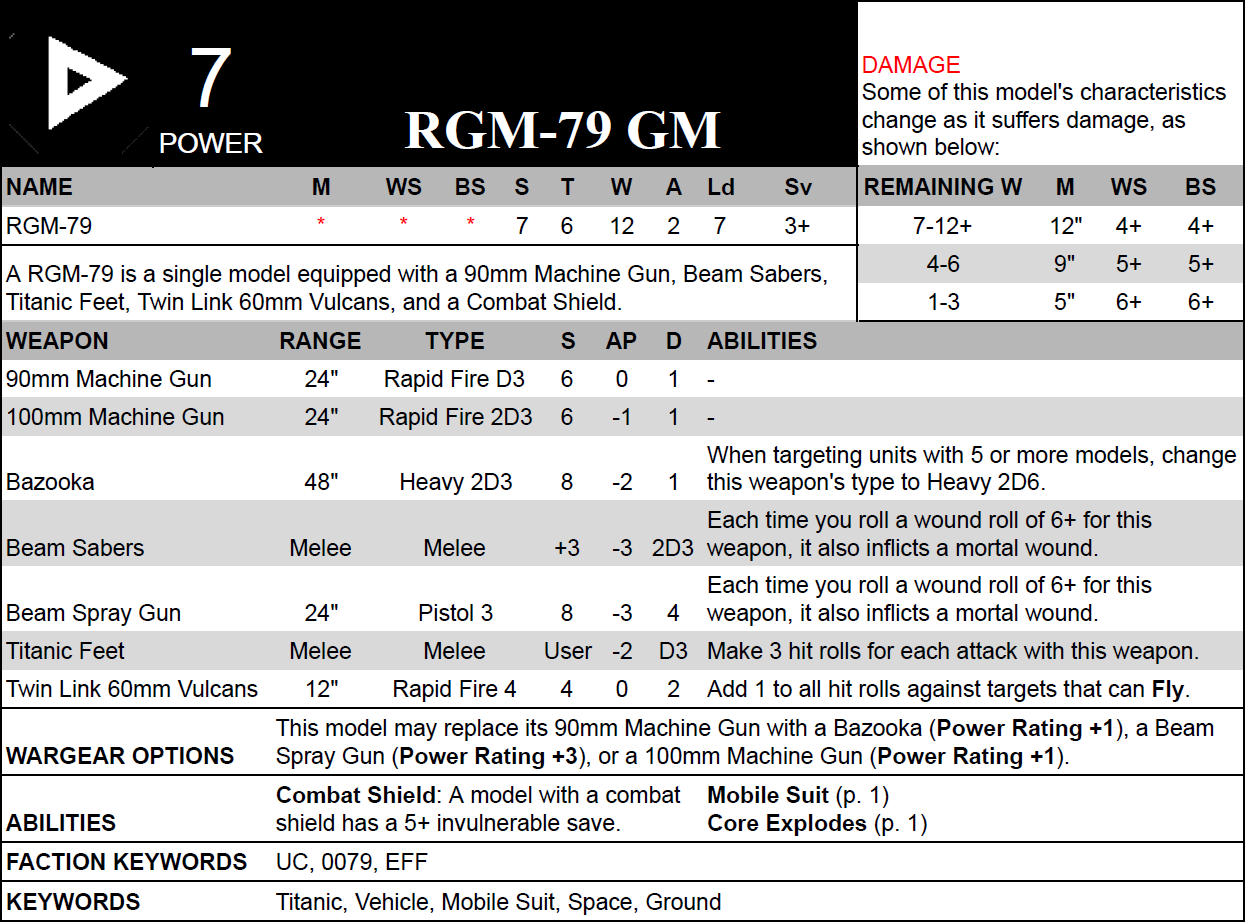 7
POWER
RGM-79 GM
DAMAGE
Some of this model's characteristics
change as it suffers damage, as
shown below:
NAME M WS BS S T W A Ld Sv
RGM-79 * * * 7 6 12 2 7 3+
REMAINING W M WS BS
7-12+ 12" 4+ 4+
4-6 9" 5+ 5+
1-3 5" 6+ 6+
A RGM-79 is a single model equipped with a 90mm Machine Gun, Beam Sabers,
Titanic Feet, Twin Link 60mm Vulcans, and a Combat Shield.
WEAPON RANGE TYPE S AP D ABILITIES
90mm Machine Gun 24" Rapid Fire D3 6 0 1 -
100mm Machine Gun 24" Rapid Fire 2D3 6 -1 1 -
When targeting units with 5 or more models, change
Bazooka 48" Heavy 2D3 8 -2 1 this weapon's type to Heavy 2D6.
Each time you roll a wound roll of 6+ for this
Beam Sabers Melee Melee +3 -3 2D3 weapon, it also inflicts a mortal wound.
Each time you roll a wound roll of 6+ for this
Beam Spray Gun 24" Pistol 3 8 -3 4 weapon, it also inflicts a mortal wound.
Titanic Feet Melee Melee User -2 D3 Make 3 hit rolls for each attack with this weapon.
Twin Link 60mm Vulcans 12" Rapid Fire 4 4 0 2 Add 1 to all hit rolls against targets that can Fly.
This model may replace its 90mm Machine Gun with a Bazooka (Power Rating +1), a Beam
WARGEAR OPTIONS Spray Gun (Power Rating +3), or a 100mm Machine Gun (Power Rating +1).
Combat Shield: A model with a combat Mobile Suit (p. 1)
ABILITIES shield has a 5+ invulnerable save. Core Explodes (p. 1)
FACTION KEYWORDS UC, 0079, EFF
KEYWORDS Titanic, Vehicle, Mobile Suit, Space, Ground